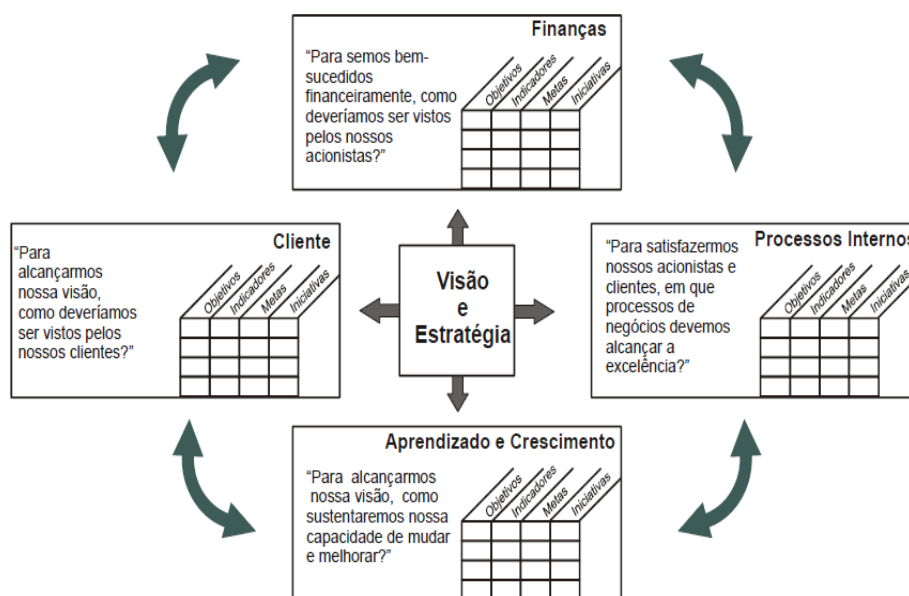 Finanças
“Para semos bem-
sucedidos
financeiramente, como
deveríamos ser vistos
pelos nossos
acionistas?”
Objetivos
Indicadores
Metas
Iniciativas
Cliente
“Para
alcançarmos
nossa visão,
como deveríamos
ser vistos pelos
nossos clientes?”
Objetivos
Indicadores
Metas
Iniciativas
Visão
e
Estratégia
Processos Internos
“Para satisfazermos
nossos acionistas e
clientes, em que
processos de
negócios devemos
alcançar a
excelência?”
Objetivos
Indicadores
Metas
Iniciativas
Aprendizado e Crescimento
“Para alcançarmos
nossa visão, como
sustentaremos nossa
capacidade de mudar
e melhorar?”
Objetivos
Indicadores
Metas
Iniciativas